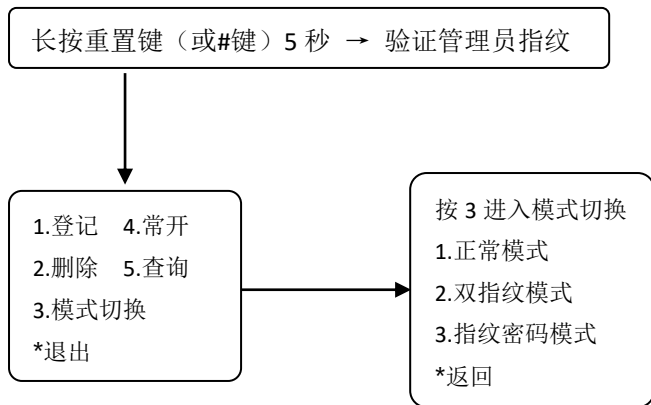 长按重置键（或#键）5 秒 → 验证管理员指纹
1.登记 4.常开
2.删除 5.查询
3.模式切换
*退出
按 3 进入模式切换
1.正常模式
2.双指纹模式
3.指纹密码模式
*返回